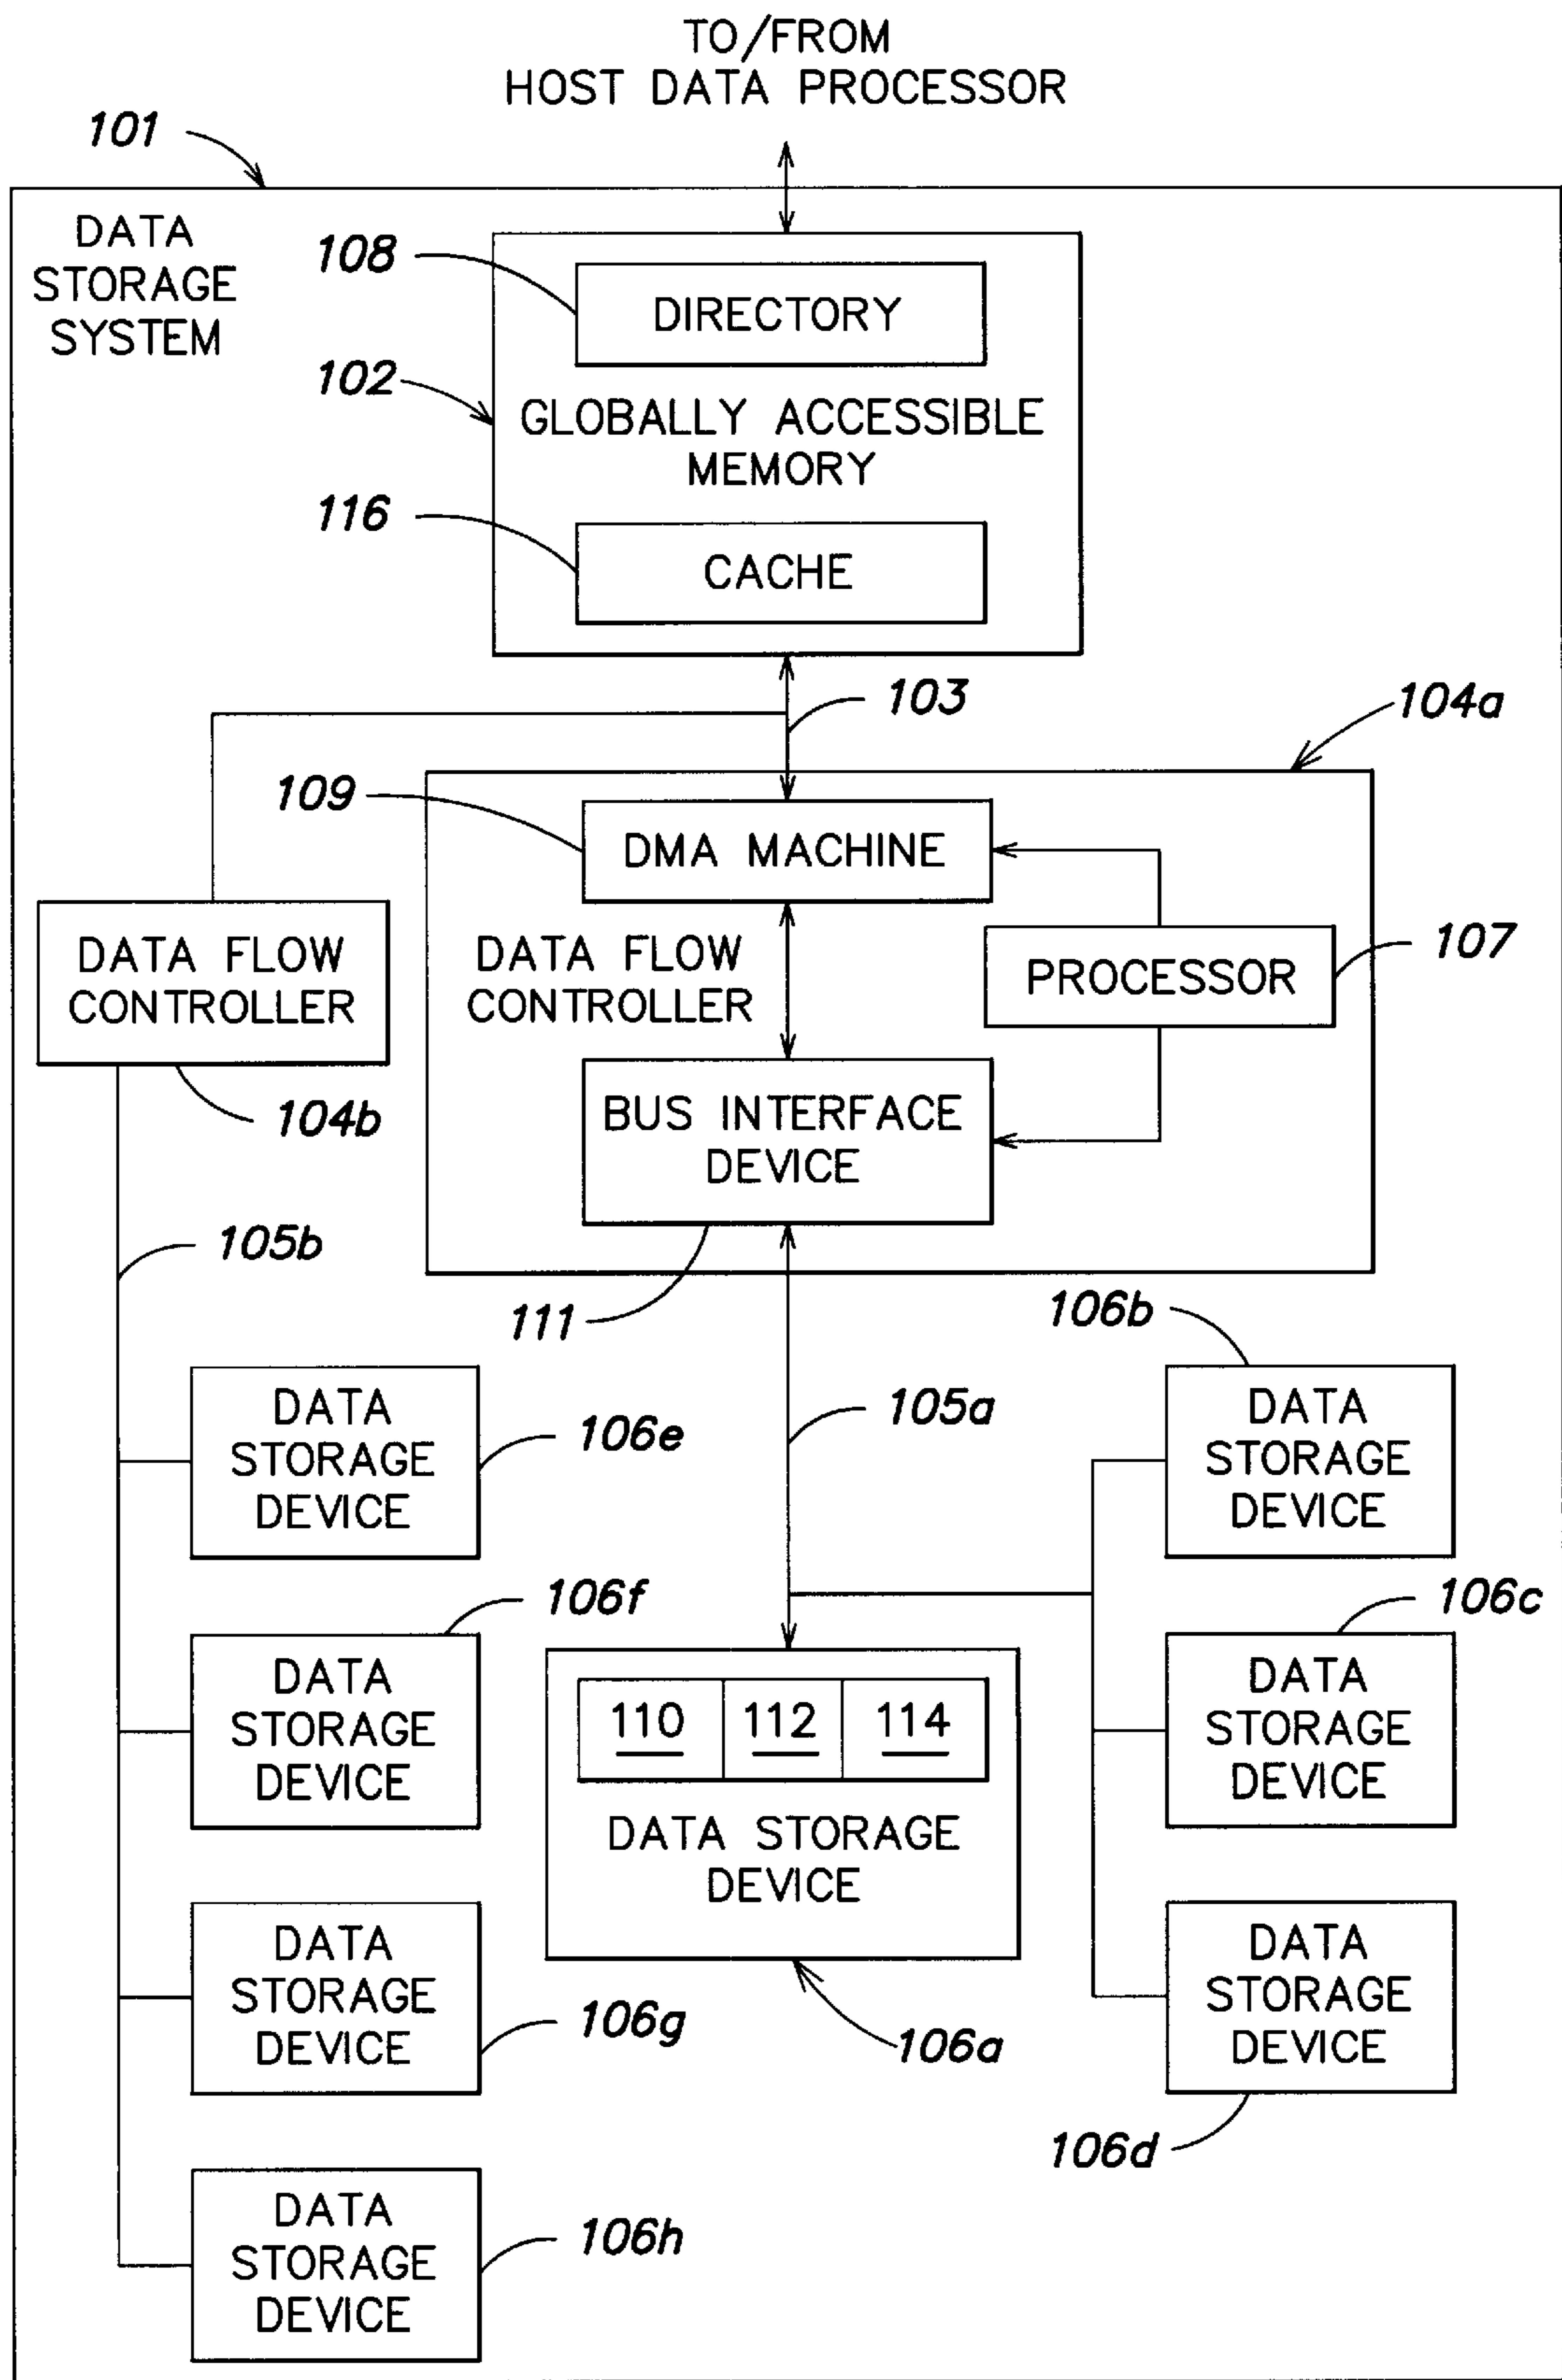 TO/FROM
HOST DATA PROCESSOR
101
DATA
STORAGE
SYSTEM
108
DIRECTORY
102
GLOBALLY ACCESSIBLE
MEMORY
116
CACHE
103
104a
109
DMA MACHINE
DATA FLOW
CONTROLLER
104b
DATA FLOW
CONTROLLER
PROCESSOR
107
BUS INTERFACE
DEVICE
111
105b
105a
106b
DATA
STORAGE
DEVICE
106e
DATA
STORAGE
DEVICE
106f
DATA
STORAGE
DEVICE
110 112 114
DATA STORAGE
DEVICE
106a
106c
DATA
STORAGE
DEVICE
DATA
STORAGE
DEVICE
106g
DATA
STORAGE
DEVICE
106d
DATA
STORAGE
DEVICE
106h